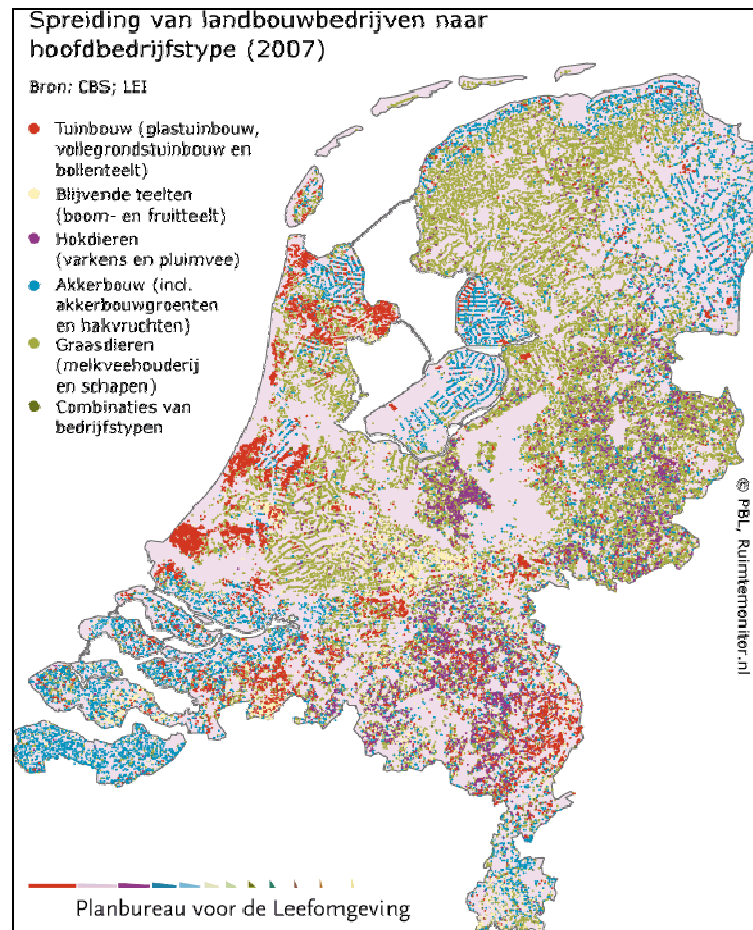 Spreiding van landbouwbedrijven naar
hoofdbedrijfstype (2007)
Bron: CBS; LEI
Tuinbouw (glastuinbouw,
vollegrondstuinbouw en
bollenteelt)
Blijvende teelten
(boom- en fruitteelt)
Hokdieren
(varkens en pluimvee)
Akkerbouw (incl.
akkerbouwgroenten
en hakvruchten)
Graasdieren
(melkveehouderij
en schapen)
Combinaties van
bedrijfstypen
© PBL, Ruimtemonitor.nl
Planbureau voor de Leefomgeving